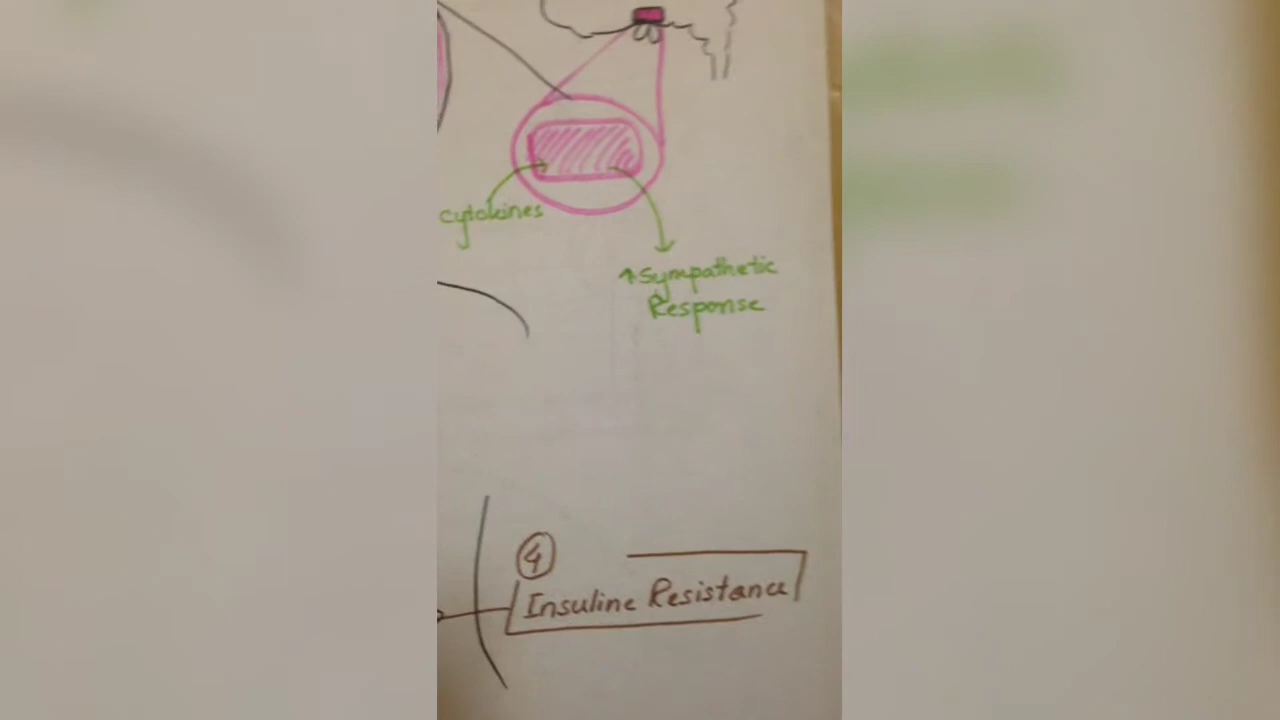 cytokines
↑Sympathetic
Response
4
Insuline Resistance